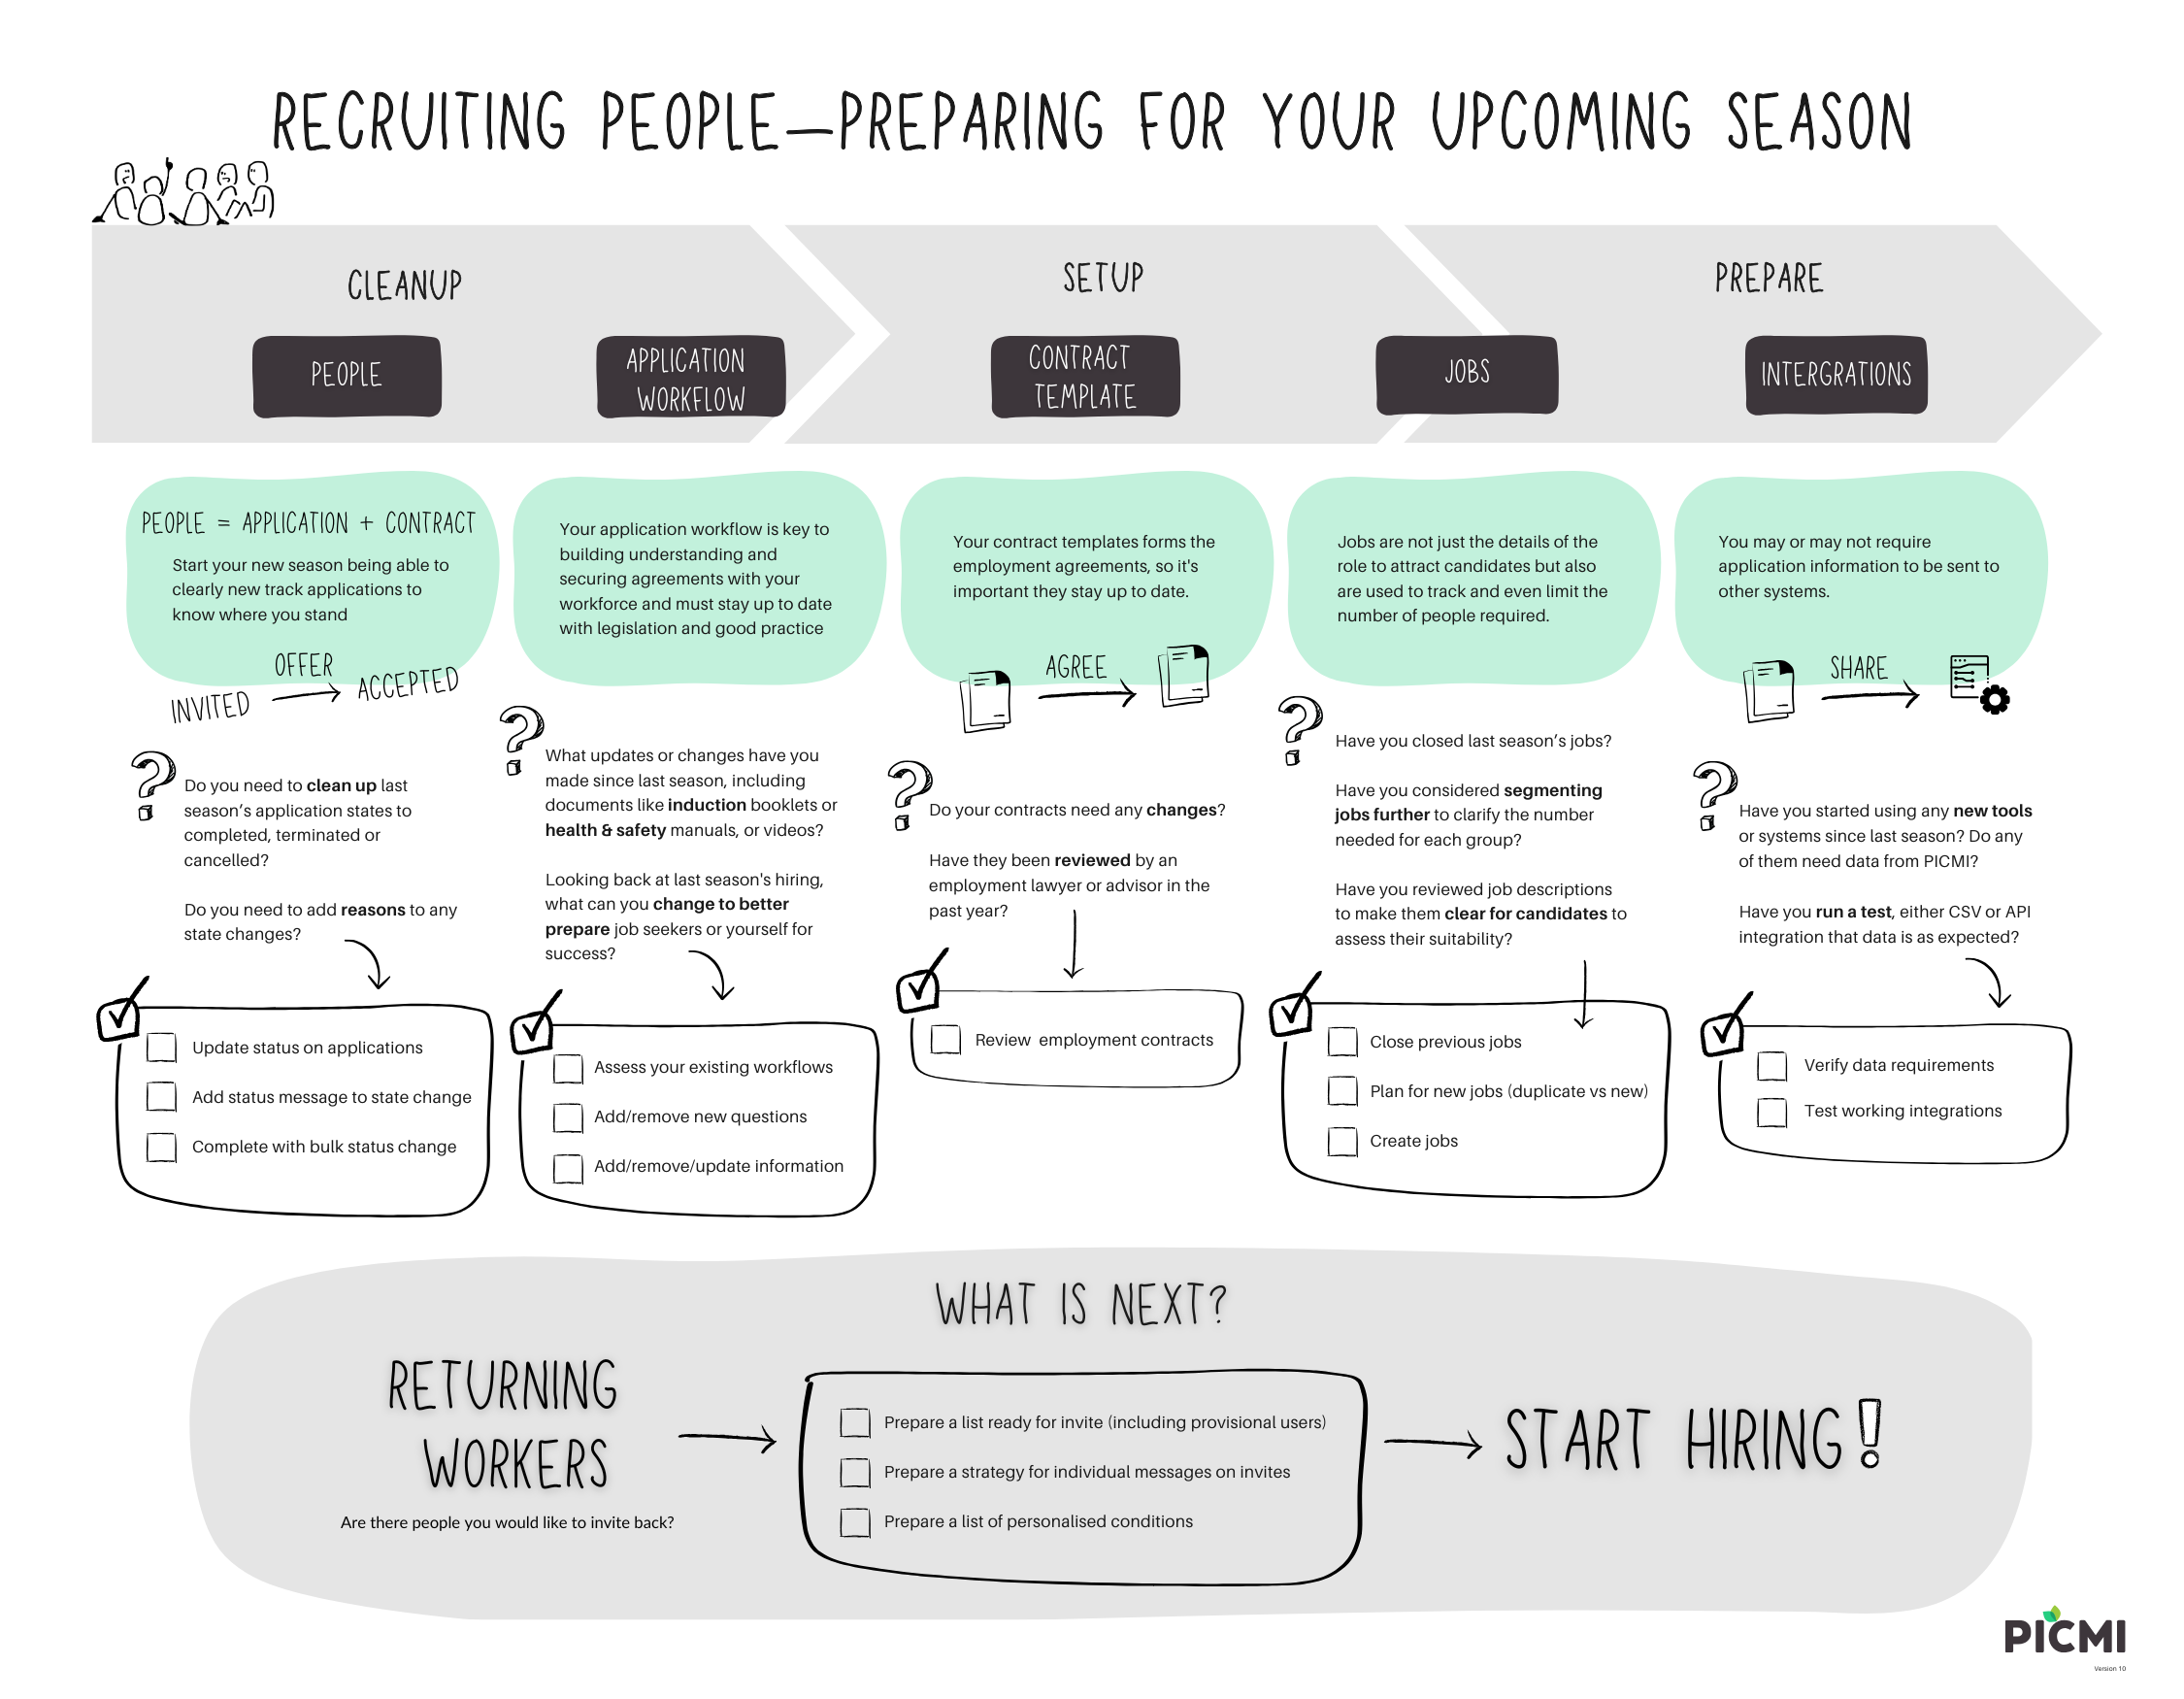 RECRUITING PEOPLE—PREPARING FOR YOUR UPCOMING SEASON
CLEANUP
SETUP
PREPARE
PEOPLE
APPLICATION
WORKFLOW
CONTRACT
TEMPLATE
JOBS
INTERGRATIONS
PEOPLE = APPLICATION + CONTRACT
Start your new season being able to
clearly new track applications to
know where you stand
INVITED
OFFER
ACCEPTED
Do you need to clean up last
season's application states to
completed, terminated or
cancelled?
Do you need to add reasons to any
state changes?
Update status on applications
Add status message to state change
Complete with bulk status change
Your application workflow is key to
building understanding and
securing agreements with your
workforce and must stay up to date
with legislation and good practice
What updates or changes have you
made since last season, including
documents like induction booklets or
health & safety manuals, or videos?
Looking back at last season's hiring,
what can you change to better
prepare job seekers or yourself for
success?
Assess your existing workflows
Add/remove new questions
Add/remove/update information
Your contract templates forms the
employment agreements, so it's
important they stay up to date.
AGREE
Do your contracts need any changes?
Have they been reviewed by an
employment lawyer or advisor in the
past year?
Review employment contracts
Jobs are not just the details of the
role to attract candidates but also
are used to track and even limit the
number of people required.
Have you closed last season's jobs?
Have you considered segmenting
jobs further to clarify the number
needed for each group?
Have you reviewed job descriptions
to make them clear for candidates to
assess their suitability?
Close previous jobs
Plan for new jobs (duplicate vs new)
Create jobs
You may or may not require
application information to be sent to
other systems.
SHARE
Have you started using any new tools
or systems since last season? Do any
of them need data from PICMI?
Have you run a test, either CSV or API
integration that data is as expected?
Verify data requirements
Test working integrations
WHAT IS NEXT?
RETURNING
WORKERS
Are there people you would like to invite back?
Prepare a list ready for invite (including provisional users)
Prepare a strategy for individual messages on invites
Prepare a list of personalised conditions
START HIRING!
PICMI
Version 10